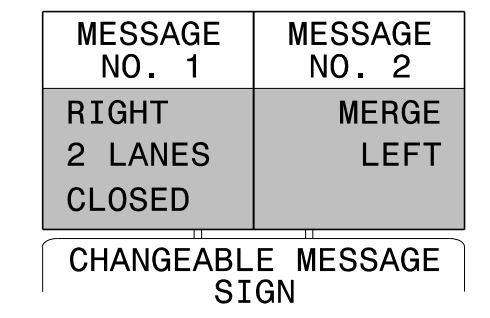 MESSAGE NO. 1
MESSAGE NO. 2
RIGHT
2 LANES
CLOSED
MERGE
LEFT
CHANGEABLE MESSAGE
SIGN